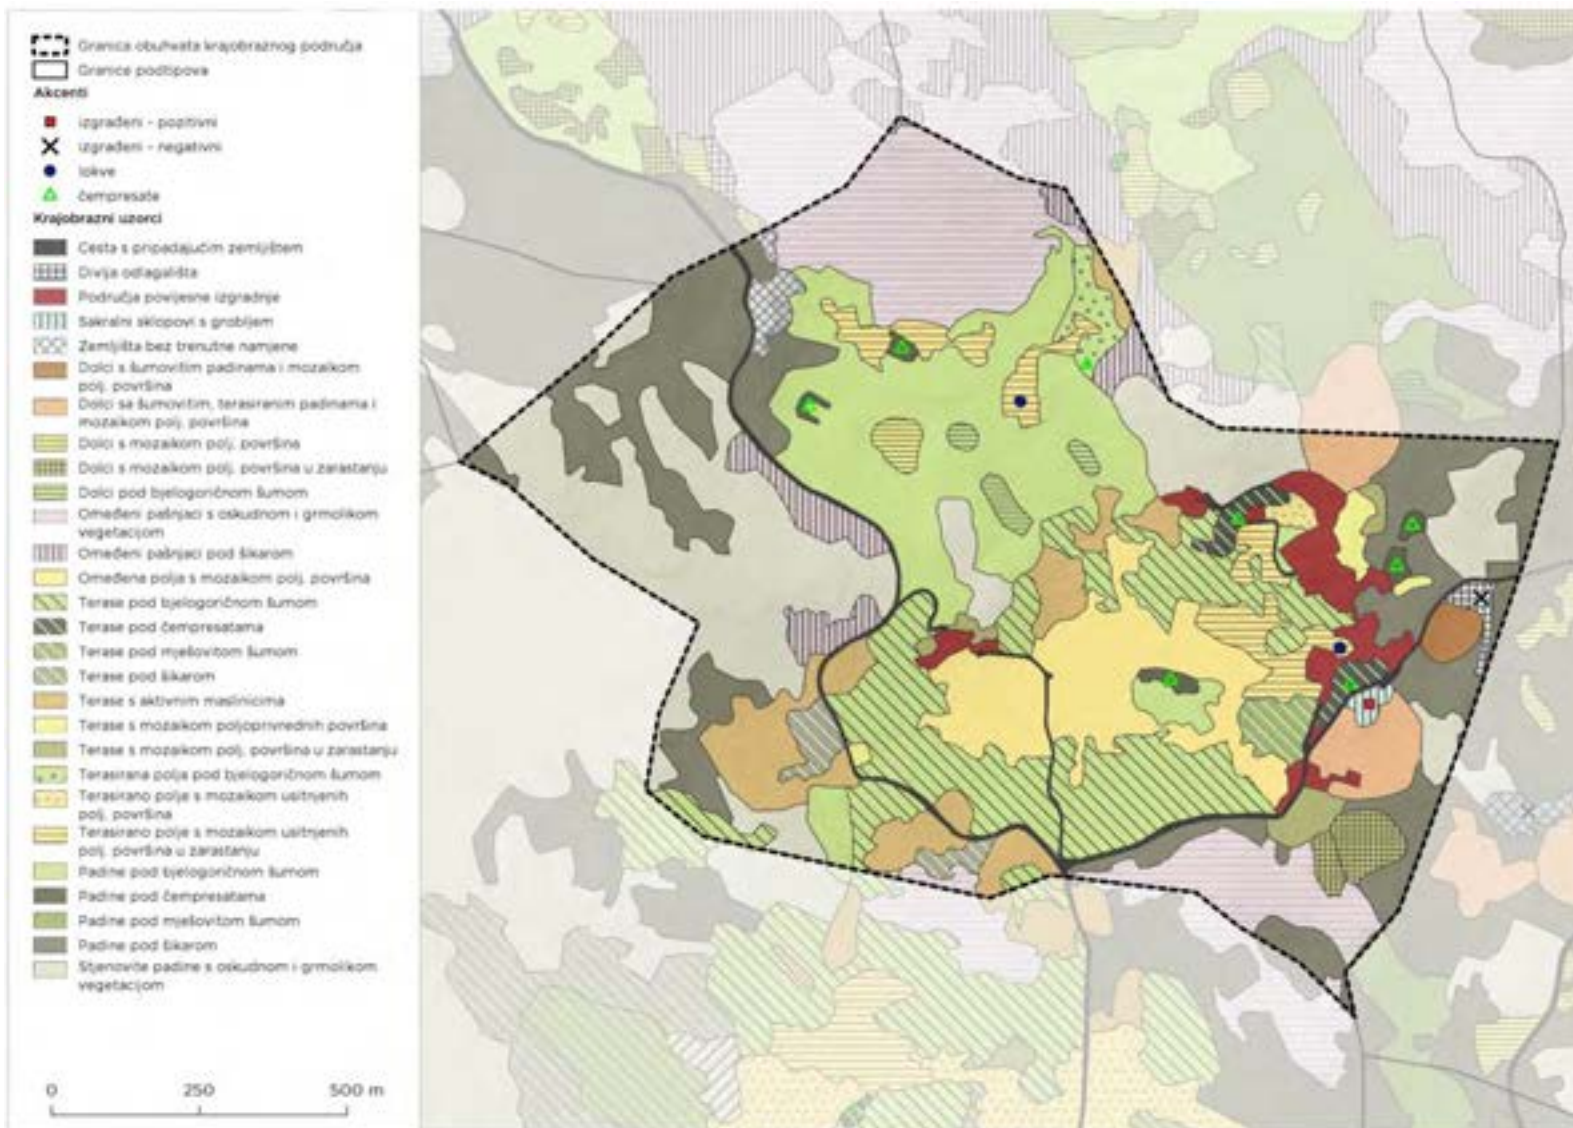 Granica obuhvata krajobraznog područja
Granice podtipova
Akcenti
izgrađeni - pozitivni
izgrađeni - negativni
lokve
čempresate
Krajobrazni uzorci
Cesta s pripadajućim zemljištem
Divlja odlagališta
Područja povijesne izgradnje
Sakralni sklopovi s grobljem
Zemljišta bez trenutne namjene
Dolci s šumovitim padinama i mozaikom
polj. površina
Dolci sa šumovitim, terasiranim padinama i
mozaikom polj. površina
Dolci s mozaikom polj. površina
Dolci s mozaikom polj. površina u zarastanju
Dolci pod bjelogoričnom šumom
Omeđeni pašnjaci s oskudnom i grmolikom
vegetacijom
Omeđeni pašnjaci pod šikarom
Omeđena polja s mozaikom polj. površina
Terase pod bjelogoričnom šumom
Terase pod čempresatama
Terase pod mješovitom šumom
Terase pod šikarom
Terase s aktivnim maslinicima
Terase s mozaikom poljoprivrednih površina
Terase s mozaikom polj. površina u zarastanju
Terasirana polja pod bjelogoričnom šumom
Terasirano polje s mozaikom usitnjenih
polj. površina
Terasirano polje s mozaikom usitnjenih
polj. površina u zarastanju
Padine pod bjelogoričnom šumom
Padine pod čempresatama
Padine pod mješovitom šumom
Padine pod šikarom
Stjenovite padine s oskudnom i grmolikom
vegetacijom
0 250 500 m